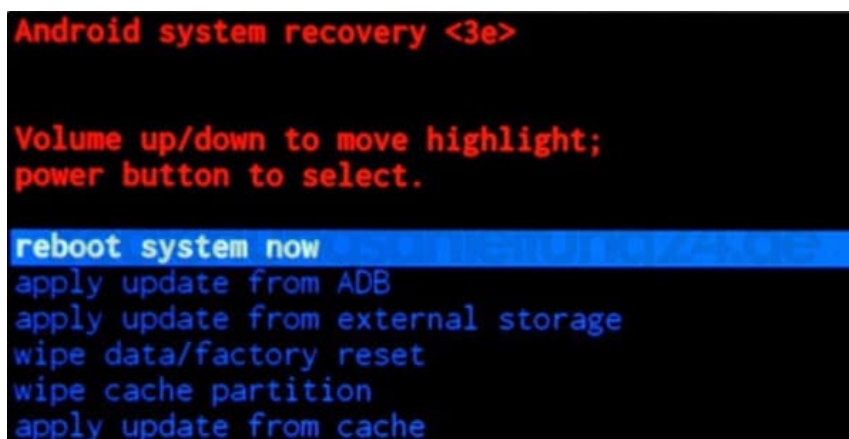 Android system recovery <3e>
Volume up/down to move highlight;
power button to select.
reboot system now
apply update from ADB
apply update from external storage
wipe data/factory reset
wipe cache partition
apply update from cache